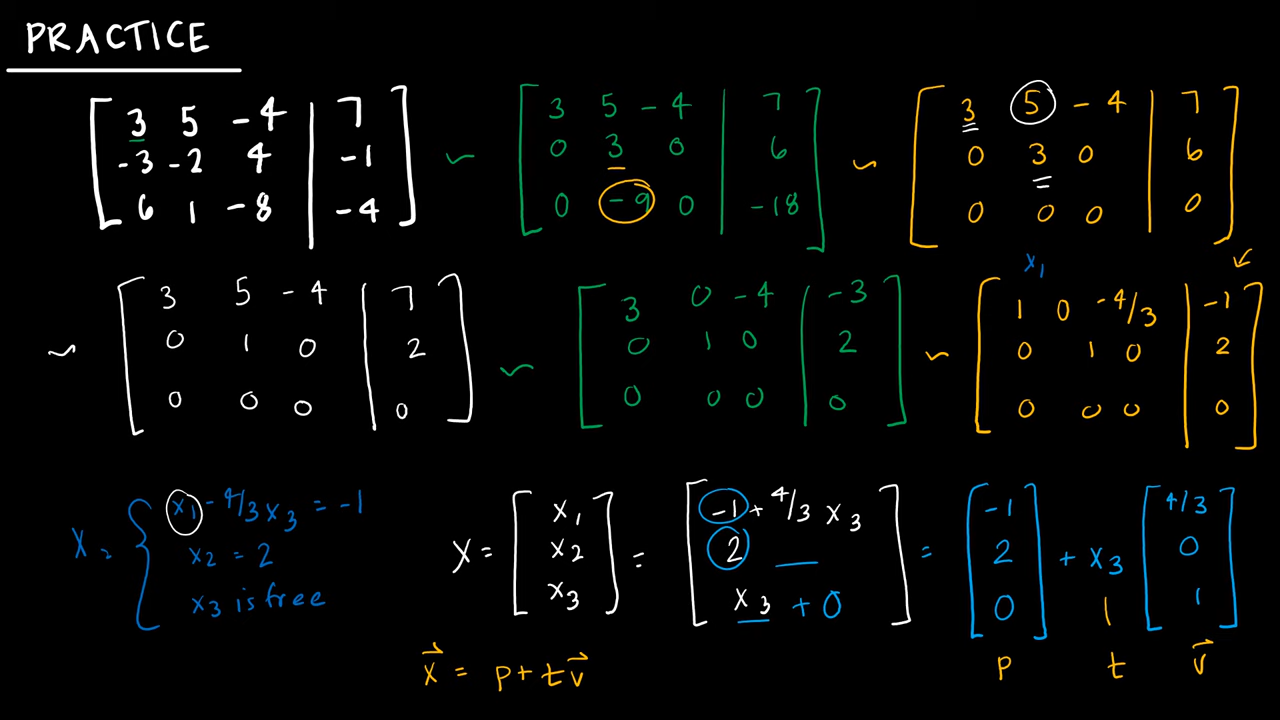 PRACTICE
[ 3 5 -4 | 7 ] ~ [ 3 5 -4 | 7 ] ~ [ 3 5 -4 | 7 ]
[ -3 -2 4 | -1 ] [ 0 3 0 | 6 ] [ 0 3 0 | 6 ]
[ 6 1 -8 | -4 ] [ 0 -9 0 | -18 ] [ 0 0 0 | 0 ]
x₁ ↙
~ [ 3 5 -4 | 7 ] ~ [ 3 0 -4 | -3 ] ~ [ 1 0 -4/3 | -1 ]
[ 0 1 0 | 2 ] [ 0 1 0 | 2 ] [ 0 1 0 | 2 ]
[ 0 0 0 | 0 ] [ 0 0 0 | 0 ] [ 0 0 0 | 0 ]
x₁ - 4/3 x₃ = -1 [ x₁ ] [ -1 + 4/3 x₃ ] [ -1 ] [ 4/3 ]
X = { x₂ = 2 X = [ x₂ ] = [ 2 __ ] = [ 2 ] + x₃ [ 0 ]
x₃ is free [ x₃ ] [ x₃ + 0 ] [ 0 ] | [ 1 ]
x⃗ = p + t v⃗ p t v⃗